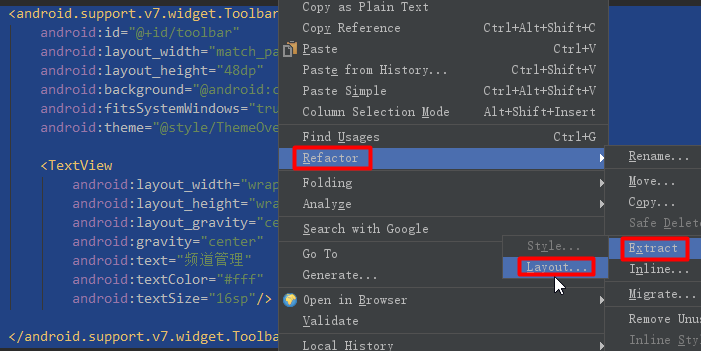 <android.support.v7.widget.Toolbar
android:id="@+id/toolbar"
android:layout_width="match_pa
android:layout_height="48dp"
android:background="@android:c
android:fitsSystemWindows="tru
android:theme="@style/ThemeOve
<TextView
android:layout_width="wrap
android:layout_height="wra
android:layout_gravity="ce
android:gravity="center"
android:text="频道管理"
android:textColor="#fff"
android:textSize="16sp"/>
</android.support.v7.widget.Toolba
Copy as Plain Text
Copy Reference Ctrl+Alt+Shift+C
Paste Ctrl+V
Paste from History... Ctrl+Shift+V
Paste Simple Ctrl+Alt+V
Column Selection Mode Alt+Shift+Insert
Find Usages Ctrl+G
Refactor
Folding
Analyze
Search with Google
Go To
Generate...
Open in Browser
Validate
Local History
Rename...
Move...
Copy...
Safe Delet
Extract
Inline...
Migrate...
Remove Unus
Inline Sty
Style...
Layout...